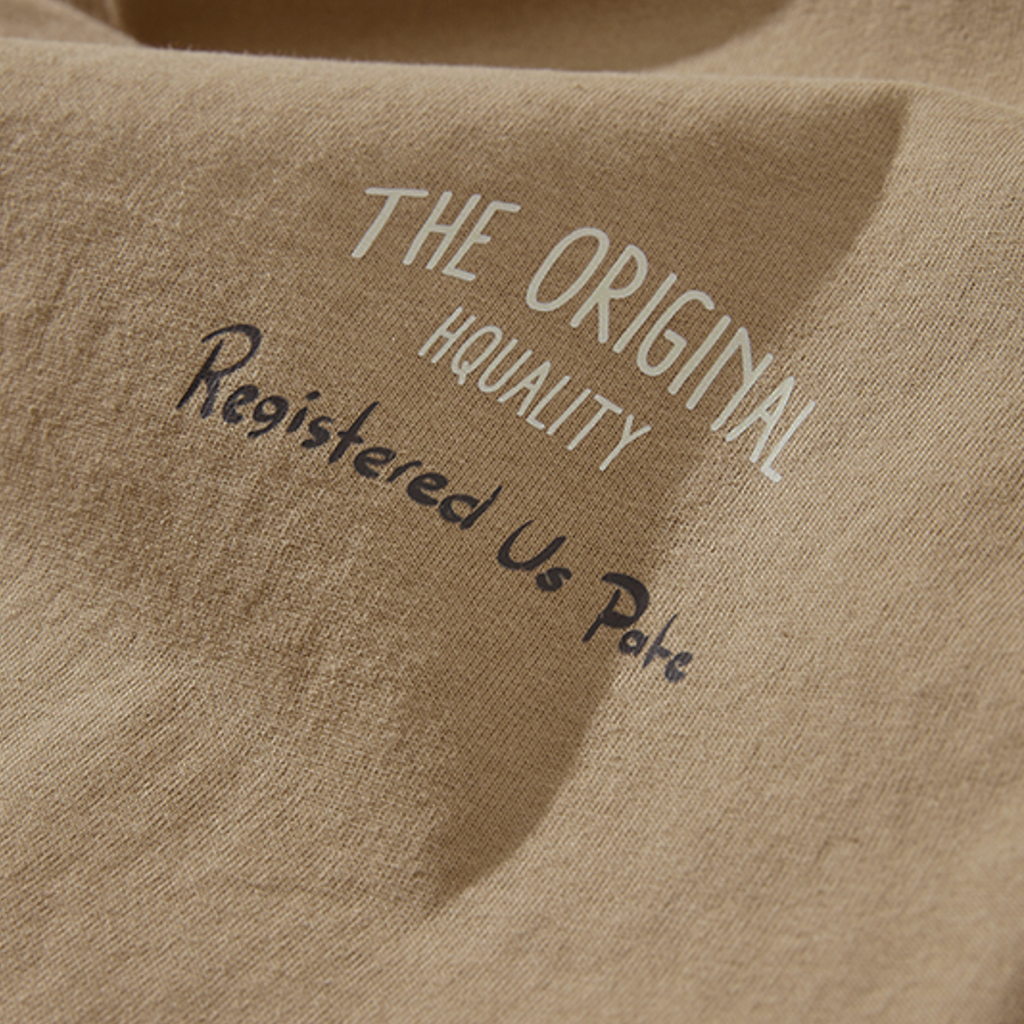 THE ORIGINAL
HQUALITY
Registered Us Pate